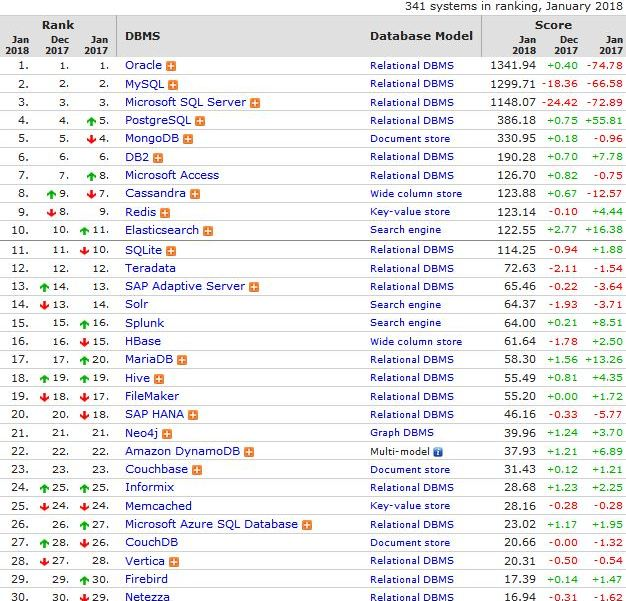 341 systems in ranking, January 2018
Rank Score
Jan 2018 Dec 2017 Jan 2017 DBMS Database Model Jan 2018 Dec 2017 Jan 2017
1. 1. 1. Oracle Relational DBMS 1341.94 +0.40 -74.78
2. 2. 2. MySQL Relational DBMS 1299.71 -18.36 -66.58
3. 3. 3. Microsoft SQL Server Relational DBMS 1148.07 -24.42 -72.89
4. 4. 5. PostgreSQL Relational DBMS 386.18 +0.75 +55.81
5. 5. 4. MongoDB Document store 330.95 +0.18 -0.96
6. 6. 6. DB2 Relational DBMS 190.28 +0.70 +7.78
7. 7. 8. Microsoft Access Relational DBMS 126.70 +0.82 -0.75
8. 9. 7. Cassandra Wide column store 123.88 +0.67 -12.57
9. 8. 9. Redis Key-value store 123.14 -0.10 +4.44
10. 10. 11. Elasticsearch Search engine 122.55 +2.77 +16.38
11. 11. 10. SQLite Relational DBMS 114.25 -0.94 +1.88
12. 12. 12. Teradata Relational DBMS 72.63 -2.11 -1.54
13. 14. 13. SAP Adaptive Server Relational DBMS 65.46 -0.22 -3.64
14. 13. 14. Solr Search engine 64.37 -1.93 -3.71
15. 15. 16. Splunk Search engine 64.00 +0.21 +8.51
16. 16. 15. HBase Wide column store 61.64 -1.78 +2.50
17. 17. 20. MariaDB Relational DBMS 58.30 +1.56 +13.26
18. 19. 19. Hive Relational DBMS 55.49 +0.81 +4.35
19. 18. 17. FileMaker Relational DBMS 55.20 +0.00 +1.72
20. 20. 18. SAP HANA Relational DBMS 46.16 -0.33 -5.77
21. 21. 21. Neo4j Graph DBMS 39.96 +1.24 +3.70
22. 22. 22. Amazon DynamoDB Multi-model 37.93 +1.21 +6.89
23. 23. 23. Couchbase Document store 31.43 +0.12 +1.21
24. 25. 25. Informix Relational DBMS 28.68 +1.23 +2.25
25. 24. 24. Memcached Key-value store 28.16 -0.28 -0.28
26. 26. 27. Microsoft Azure SQL Database Relational DBMS 23.02 +1.17 +1.95
27. 28. 26. CouchDB Document store 20.66 -0.00 -1.32
28. 27. 28. Vertica Relational DBMS 20.31 -0.50 -0.54
29. 29. 30. Firebird Relational DBMS 17.39 +0.14 +1.47
30. 30. 29. Netezza Relational DBMS 16.94 -0.31 -1.62